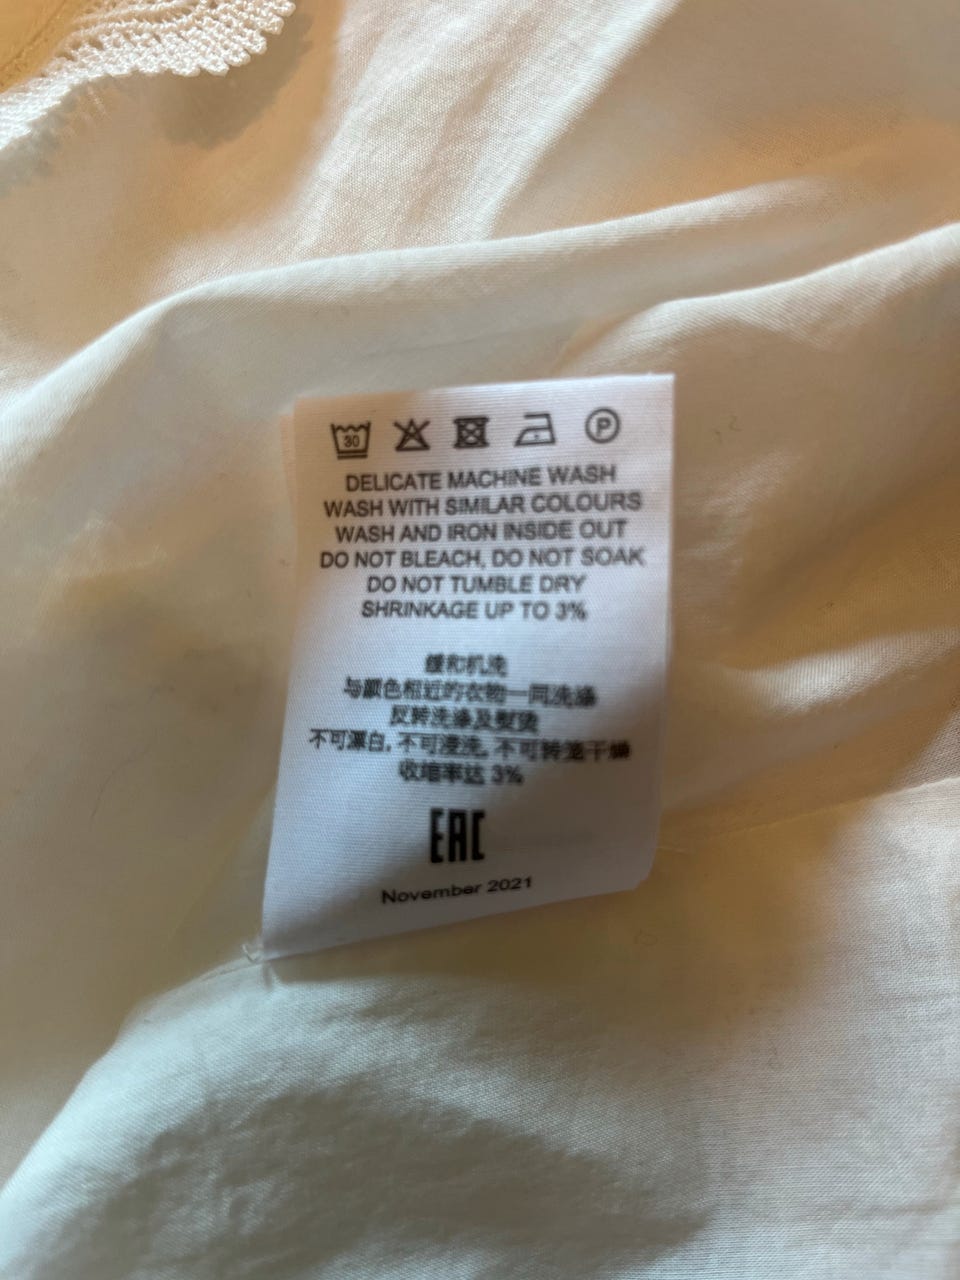 30 P
DELICATE MACHINE WASH
WASH WITH SIMILAR COLOURS
WASH AND IRON INSIDE OUT
DO NOT BLEACH, DO NOT SOAK
DO NOT TUMBLE DRY
SHRINKAGE UP TO 3%
缓和机洗
与颜色相近的衣物一同洗涤
反转洗涤及熨烫
不可漂白, 不可浸洗, 不可转笼干燥
收缩率达 3%
EAC
November 2021